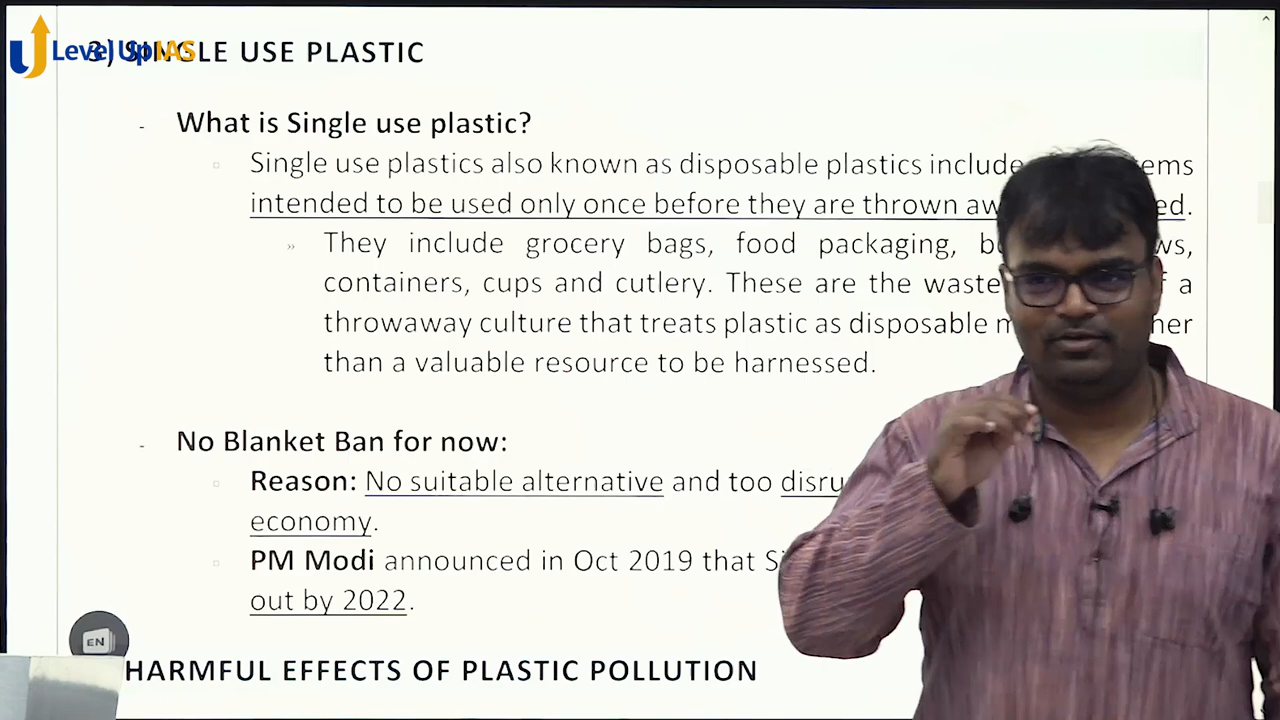 Level Up IAS
3) SINGLE USE PLASTIC
- What is Single use plastic?
Single use plastics also known as disposable plastics include
intended to be used only once before they are thrown
» They include grocery bags, food packaging,
containers, cups and cutlery. These are the waste a
throwaway culture that treats plastic as disposable
than a valuable resource to be harnessed.
- No Blanket Ban for now:
Reason: No suitable alternative and too
economy.
PM Modi announced in Oct 2019 that
out by 2022.
EN
HARMFUL EFFECTS OF PLASTIC POLLUTION